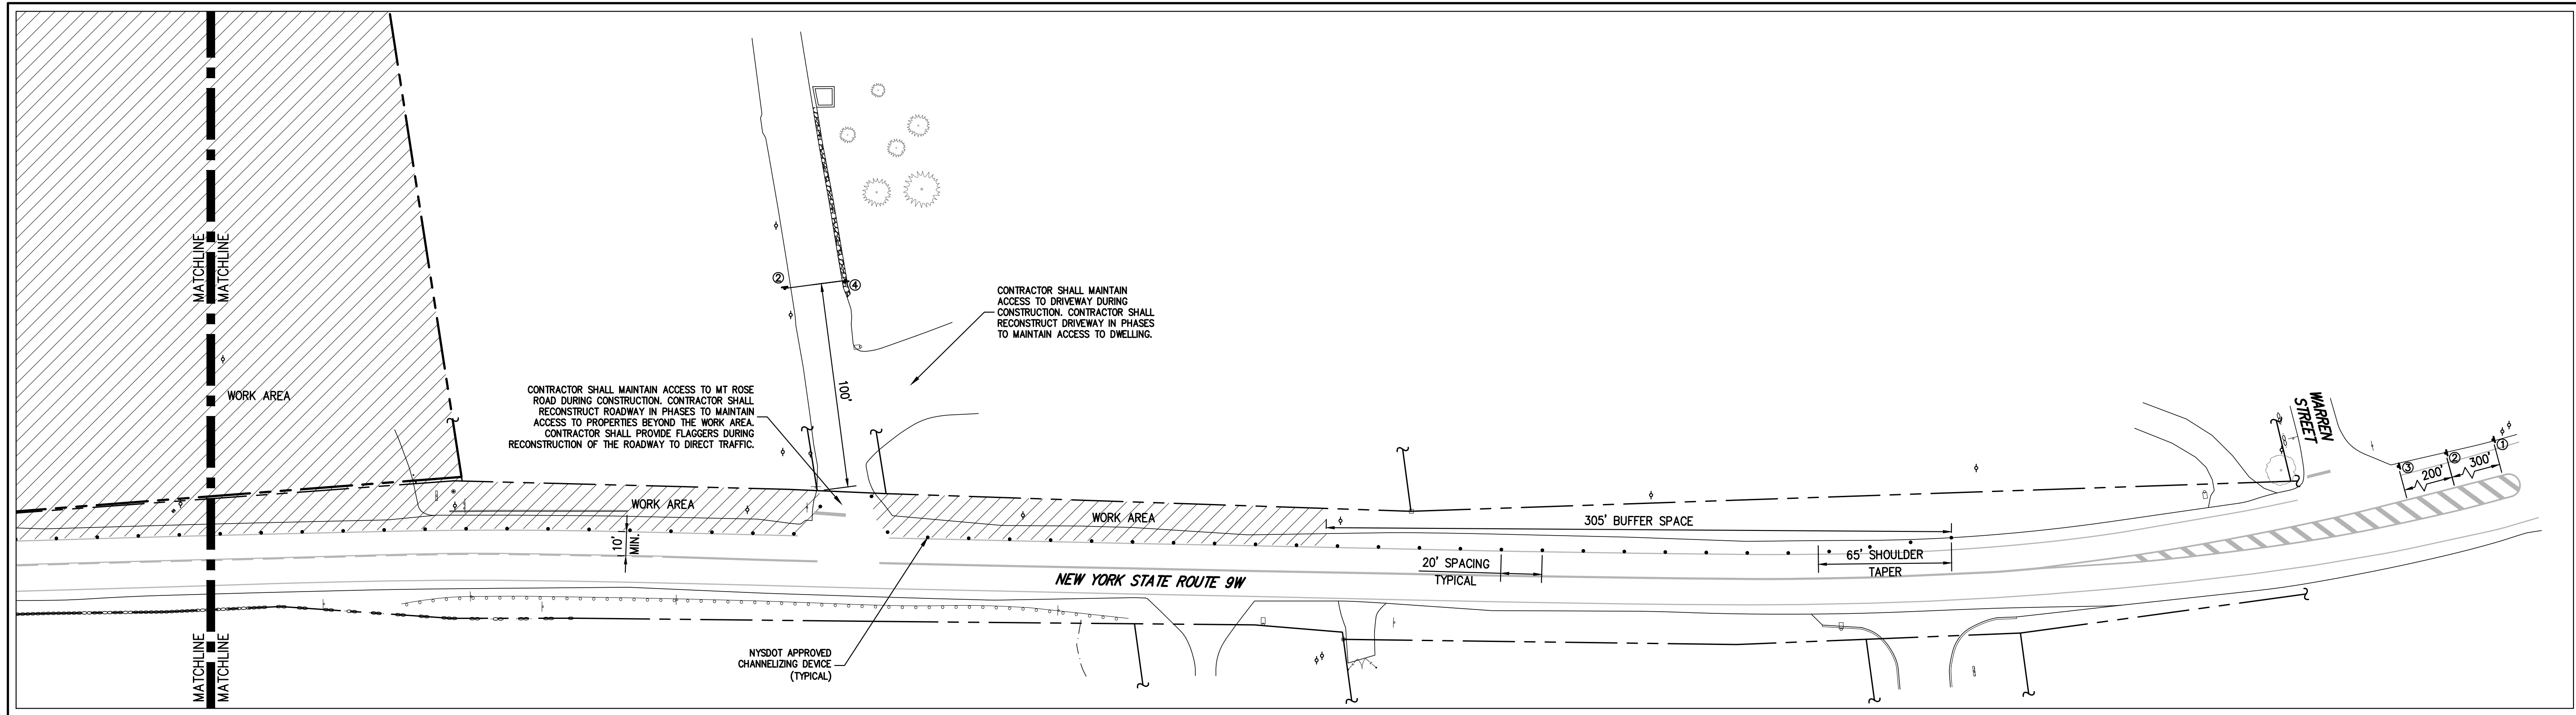 MATCHLINE
MATCHLINE
WORK AREA
②
④
100'
CONTRACTOR SHALL MAINTAIN
ACCESS TO DRIVEWAY DURING
CONSTRUCTION. CONTRACTOR SHALL
RECONSTRUCT DRIVEWAY IN PHASES
TO MAINTAIN ACCESS TO DWELLING.
CONTRACTOR SHALL MAINTAIN ACCESS TO MT ROSE
ROAD DURING CONSTRUCTION. CONTRACTOR SHALL
RECONSTRUCT ROADWAY IN PHASES TO MAINTAIN
ACCESS TO PROPERTIES BEYOND THE WORK AREA.
CONTRACTOR SHALL PROVIDE FLAGGERS DURING
RECONSTRUCTION OF THE ROADWAY TO DIRECT TRAFFIC.
WARREN
STREET
③
②
①
200'
300'
WORK AREA
WORK AREA
305' BUFFER SPACE
10'
MIN.
20' SPACING
TYPICAL
65' SHOULDER
TAPER
NEW YORK STATE ROUTE 9W
NYSDOT APPROVED
CHANNELIZING DEVICE
(TYPICAL)
MATCHLINE
MATCHLINE